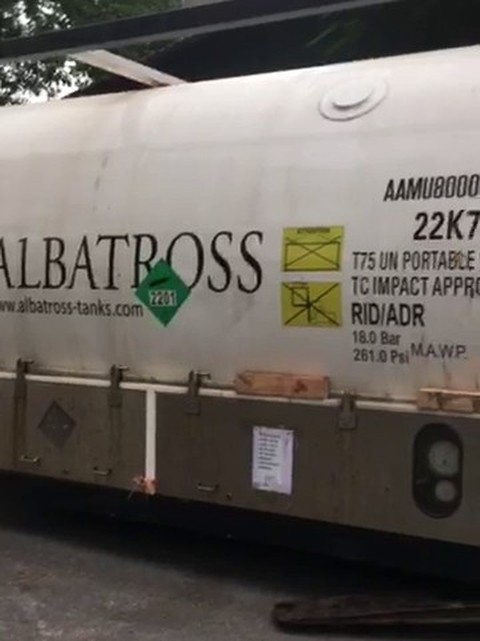 AAMU8000
22K7
ALBATROSS
2201
www.albatross-tanks.com
T75 UN PORTABLE
TC IMPACT APPRO
RID/ADR
18.0 Bar
261.0 Psi M.A.W.P.